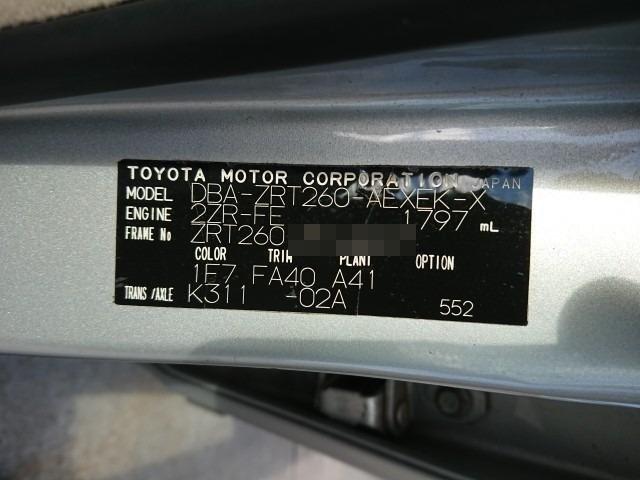 TOYOTA MOTOR CORPORATION JAPAN
MODEL DBA-ZRT260-AEXEK-X
ENGINE 2ZR-FE 1797 mL
FRAME No ZRT260
COLOR TRIM PLANT OPTION
1F7 FA40 A41
TRANS/AXLE K311 -02A
552